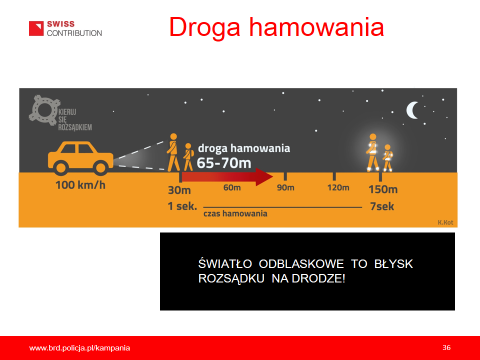 SWISS
CONTRIBUTION
Droga hamowania
KIERUJ
SIĘ
ROZSĄDKIEM
droga hamowania
65-70m
100 km/h
30m
60m
90m
120m
150m
1 sek.
czas hamowania
7sek
ŚWIATŁO ODBLASKOWE TO BŁYSK
ROZSĄDKU NA DRODZE!
www.brd.policja.pl/kampania
36